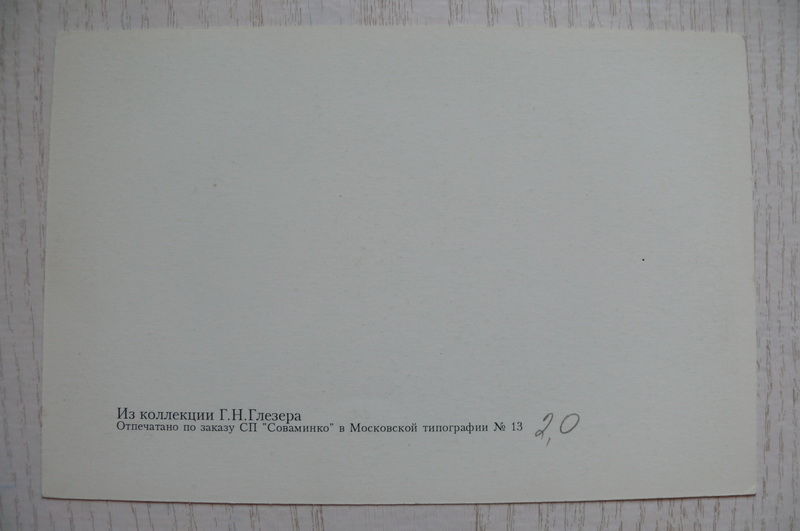 Из коллекции Г.Н.Глезера
Отпечатано по заказу СП "Соваминко" в Московской типографии № 13 2,0